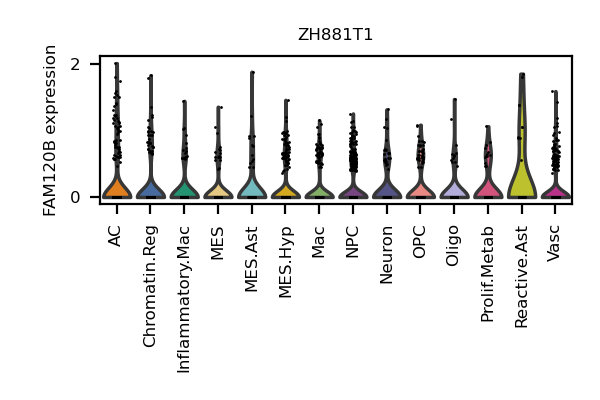 ZH881T1
FAM120B expression
2
0
AC
Chromatin.Reg
Inflammatory.Mac
MES
MES.Ast
MES.Hyp
Mac
NPC
Neuron
OPC
Oligo
Prolif.Metab
Reactive.Ast
Vasc